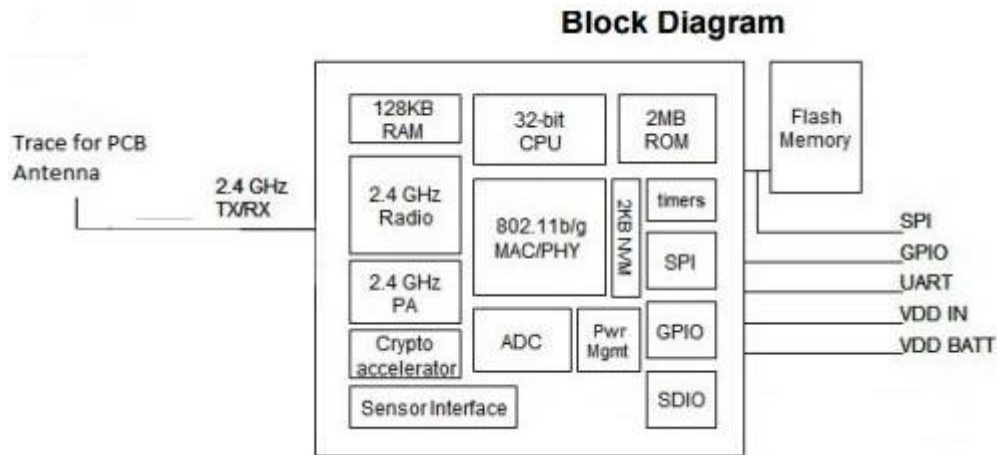 Block Diagram
128KB
RAM
32-bit
CPU
2MB
ROM
Flash
Memory
Trace for PCB
Antenna
2.4 GHz
TX/RX
2.4 GHz
Radio
802.11b/g
MAC/PHY
2KB NVM
timers
SPI
2.4 GHz
PA
ADC
Pwr
Mgmt
GPIO
Crypto
accelerator
Sensor Interface
SDIO
SPI
GPIO
UART
VDD IN
VDD BATT